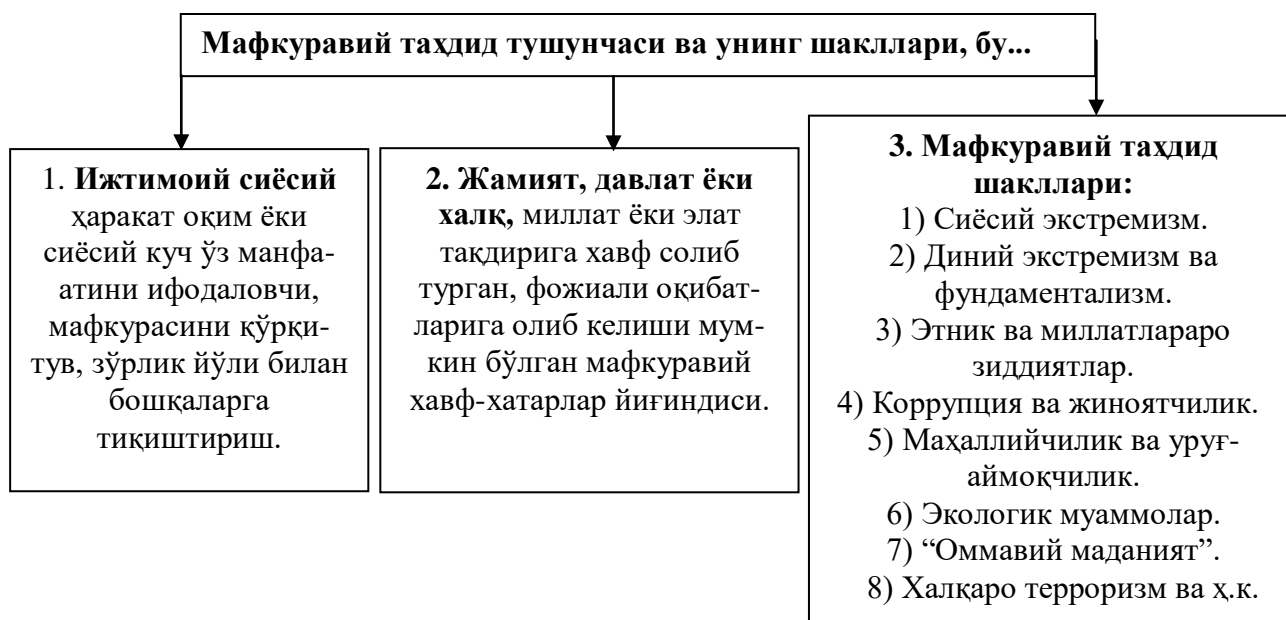 Мафкуравий таҳдид тушунчаси ва унинг шакллари, бу...
1. Ижтимоий сиёсий
ҳаракат оқим ёки
сиёсий куч ўз манфа-
атини ифодаловчи,
мафкурасини қўрқи-
тув, зўрлик йўли билан
бошқаларга
тиқиштириш.
2. Жамият, давлат ёки
халқ, миллат ёки элат
тақдирига хавф солиб
турган, фожиали оқибат-
ларига олиб келиши мум-
кин бўлган мафкуравий
хавф-хатарлар йиғиндиси.
3. Мафкуравий таҳдид
шакллари:
1) Сиёсий экстремизм.
2) Диний экстремизм ва
фундаментализм.
3) Этник ва миллатлараро
зиддиятлар.
4) Коррупция ва жиноятчилик.
5) Маҳаллийчилик ва уруғ-
аймоқчилик.
6) Экологик муаммолар.
7) “Оммавий маданият”.
8) Халқаро терроризм ва ҳ.к.